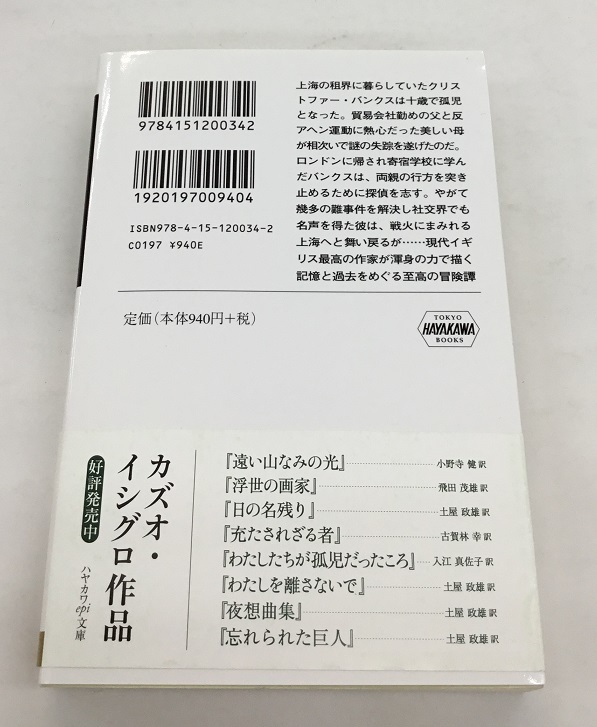 9784151200342
1920197009404
ISBN978-4-15-120034-2
C0197 ¥940E
上海の租界に暮らしていたクリス
トファー・バンクスは十歳で孤児
となった。貿易会社勤めの父と反
アヘン運動に熱心だった美しい母
が相次いで謎の失踪を遂げたのだ。
ロンドンに帰され寄宿学校に学ん
だバンクスは、両親の行方を突き
止めるために探偵を志す。やがて
幾多の難事件を解決し社交界でも
名声を得た彼は、戦火にまみれる
上海へと舞い戻るが……現代イギ
リス最高の作家が渾身の力で描く
記憶と過去をめぐる至高の冒険譚
定価(本体940円+税)
TOKYO
HAYAKAWA
BOOKS
カズオ・
イシグロ作品
好評発売中
ハヤカワepi文庫
『遠い山なみの光』 小野寺 健 訳
『浮世の画家』 飛田 茂雄 訳
『日の名残り』 土屋 政雄 訳
『充たされざる者』 古賀林 幸 訳
『わたしたちが孤児だったころ』 入江 真佐子 訳
『わたしを離さないで』 土屋 政雄 訳
『夜想曲集』 土屋 政雄 訳
『忘れられた巨人』 土屋 政雄 訳